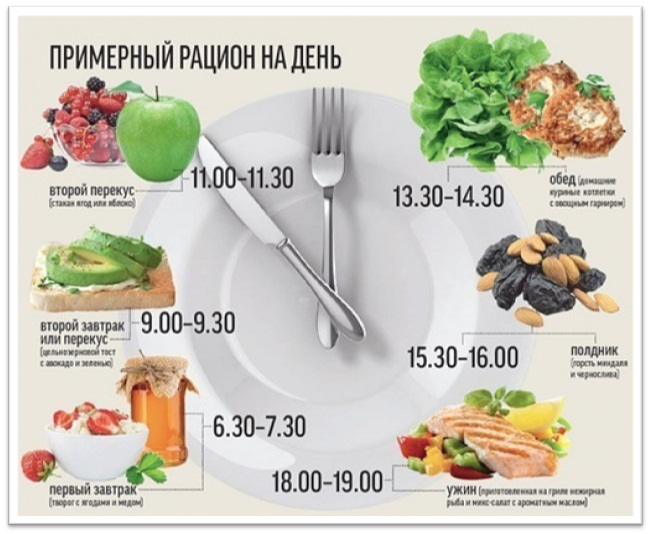 ПРИМЕРНЫЙ РАЦИОН НА ДЕНЬ
11.00–11.30
второй перекус
(стакан ягод или яблоко)
13.30–14.30
обед (домашние
куриные котлетки
с овощным гарниром)
9.00–9.30
второй завтрак
или перекус
(цельнозерновой тост
с авокадо и зеленью)
15.30–16.00
полдник
(горсть миндаля
и чернослива)
6.30–7.30
первый завтрак
(творог с ягодами и медом)
18.00–19.00
ужин (приготовленная на гриле нежирная
рыба и микс-салат с ароматным маслом)